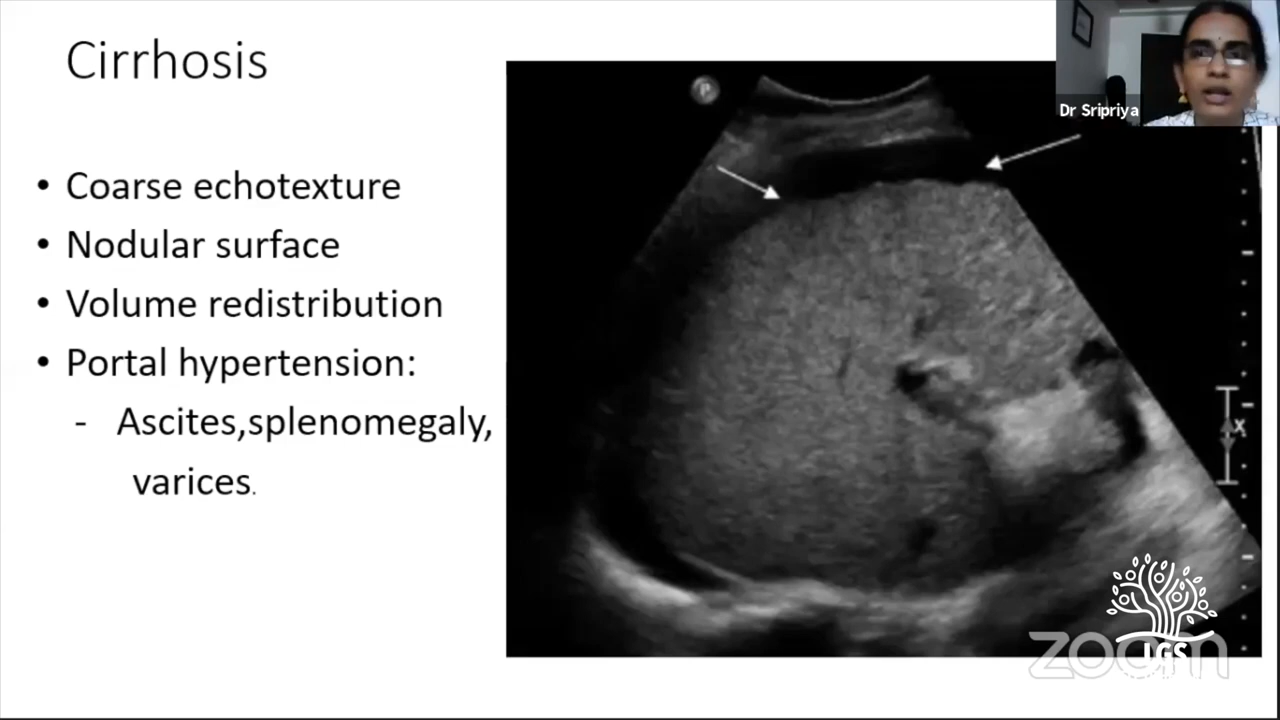 Cirrhosis
Dr Sripriya
• Coarse echotexture
• Nodular surface
• Volume redistribution
• Portal hypertension:
- Ascites,splenomegaly,
varices.
P
X
zoom